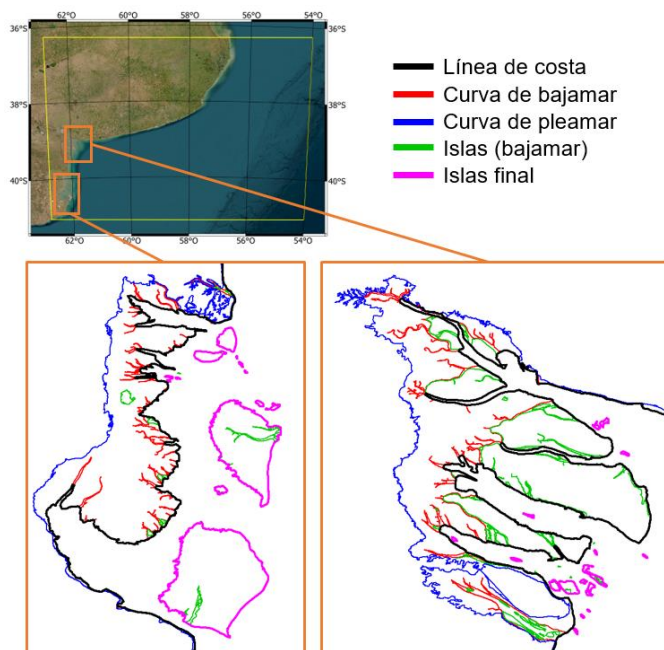 62°O 60°O 58°O 56°O 54°O
36°S 36°S
38°S 38°S
40°S 40°S
62°O 60°O 58°O 56°O 54°O
Línea de costa
Curva de bajamar
Curva de pleamar
Islas (bajamar)
Islas final